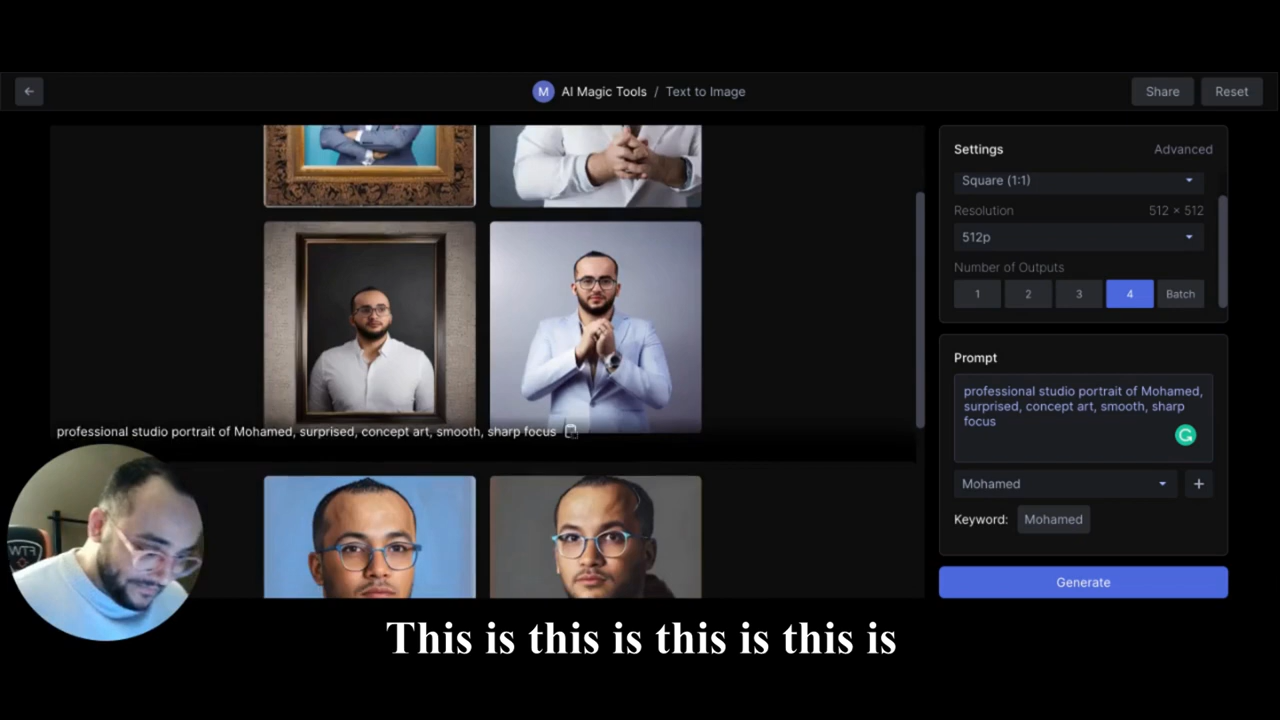 M AI Magic Tools / Text to Image
Share
Reset
Settings
Advanced
Square (1:1)
Resolution
512 × 512
512p
Number of Outputs
1
2
3
4
Batch
Prompt
professional studio portrait of Mohamed,
surprised, concept art, smooth, sharp
focus
Mohamed
+
Keyword: Mohamed
Generate
professional studio portrait of Mohamed, surprised, concept art, smooth, sharp focus
FTW
This is this is this is this is